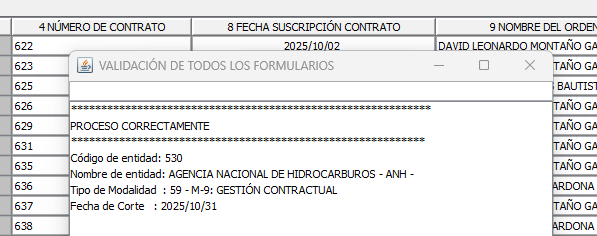 4 NÚMERO DE CONTRATO 8 FECHA SUSCRIPCIÓN CONTRATO 9 NOMBRE DEL ORDEN
622 2025/10/02 DAVID LEONARDO MONTAÑO GA
623 TAÑO GA
VALIDACIÓN DE TODOS LOS FORMULARIOS
625 BAUTIST
626 TAÑO GA
************************************************************
629 TAÑO GA
PROCESO CORRECTAMENTE
631 TAÑO GA
***********************************************************
635 TAÑO GA
Código de entidad: 530
Nombre de entidad: AGENCIA NACIONAL DE HIDROCARBUROS - ANH -
636 ARDONA
Tipo de Modalidad : 59 - M-9: GESTIÓN CONTRACTUAL
637 TAÑO GA
Fecha de Corte : 2025/10/31
638 ARDONA